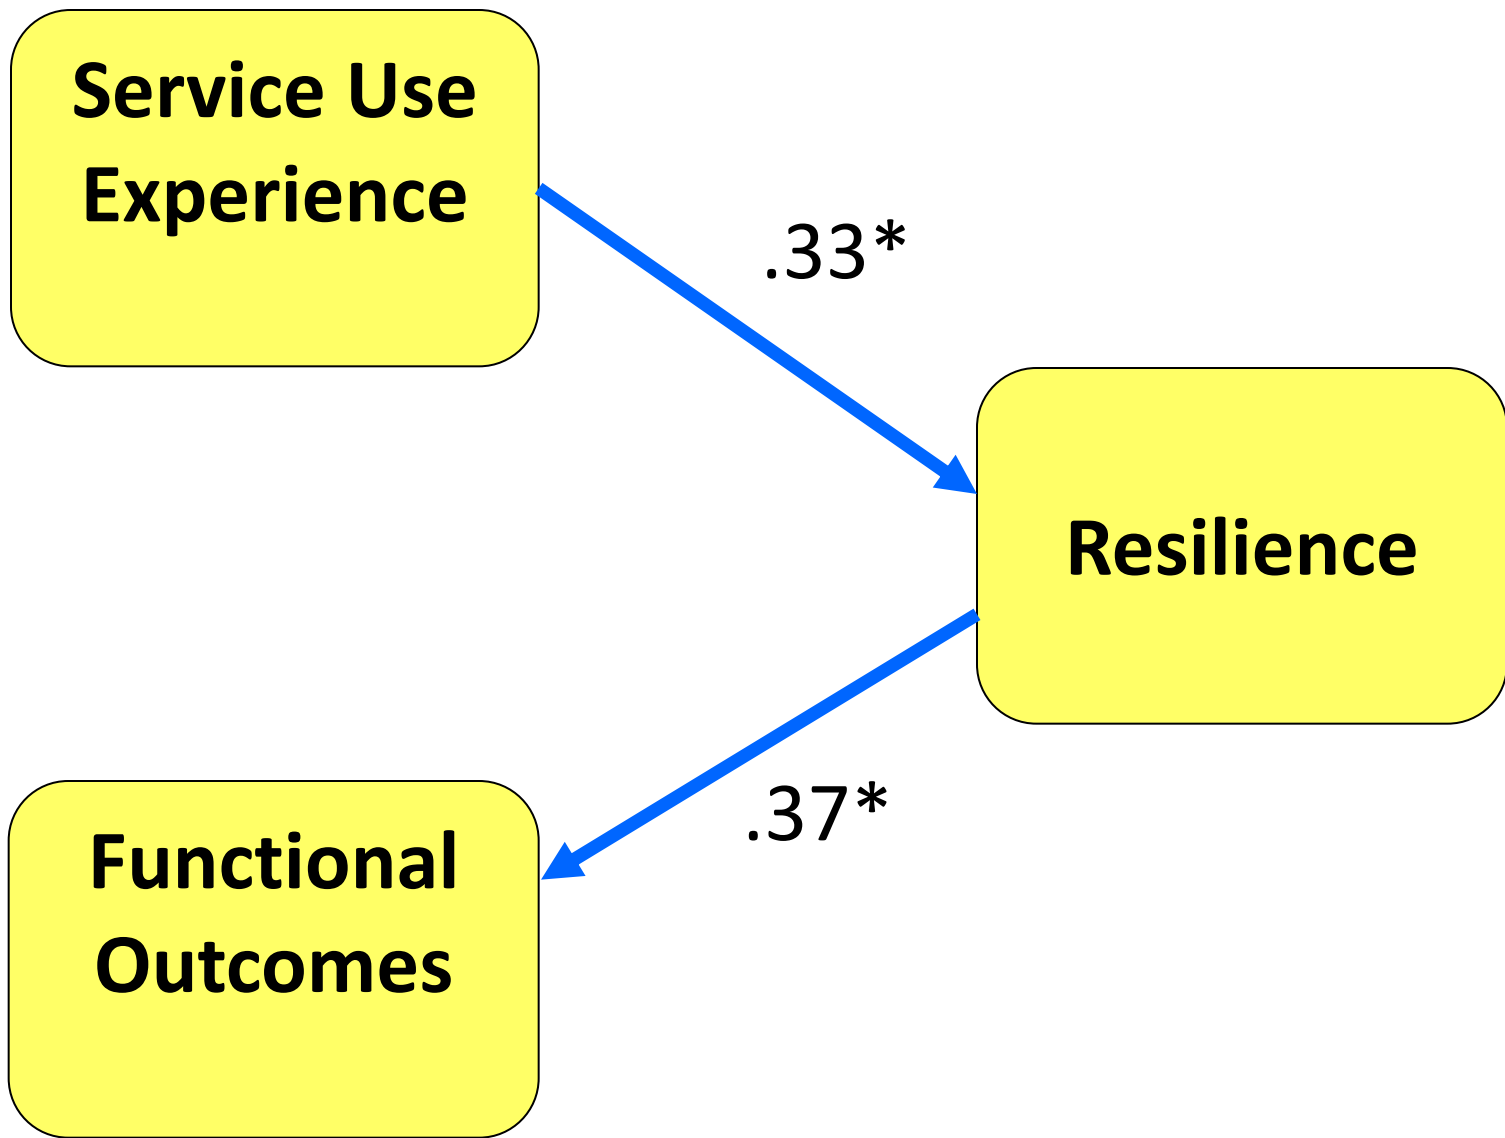 Service Use
Experience
.33*
Resilience
.37*
Functional
Outcomes